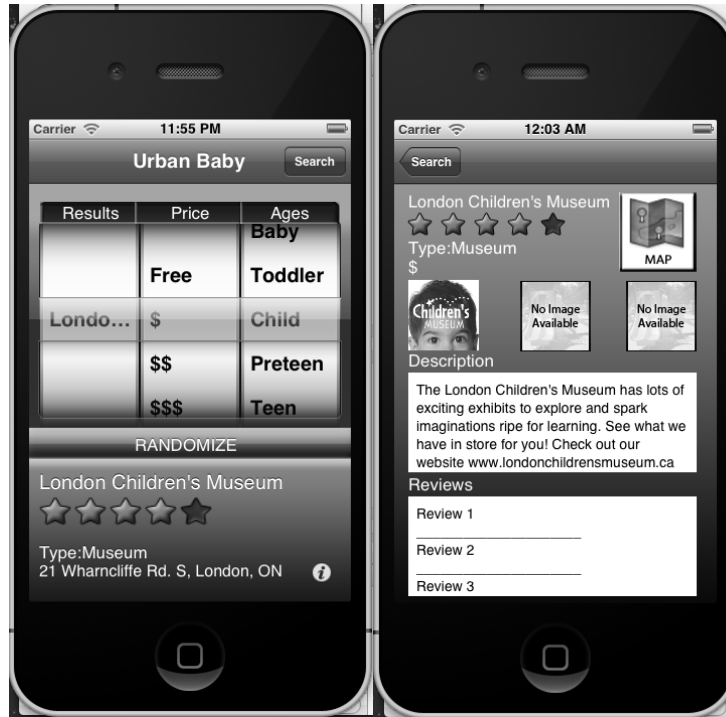 Carrier 11:55 PM
Urban Baby Search
Results Price Ages
Baby
Free Toddler
Londo... $ Child
$$ Preteen
$$$ Teen
RANDOMIZE
London Children's Museum
Type:Museum
21 Wharncliffe Rd. S, London, ON
Carrier 12:03 AM
Search
London Children's Museum
Type:Museum
$
MAP
Children's
MUSEUM
No Image
Available
No Image
Available
Description
The London Children's Museum has lots of
exciting exhibits to explore and spark
imaginations ripe for learning. See what we
have in store for you! Check out our
website www.londonchildrensmuseum.ca
Reviews
Review 1
Review 2
Review 3